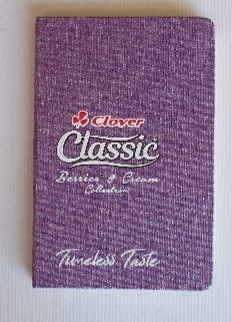 Clover
Classic
Berries & Cream
Collection
Timeless Taste